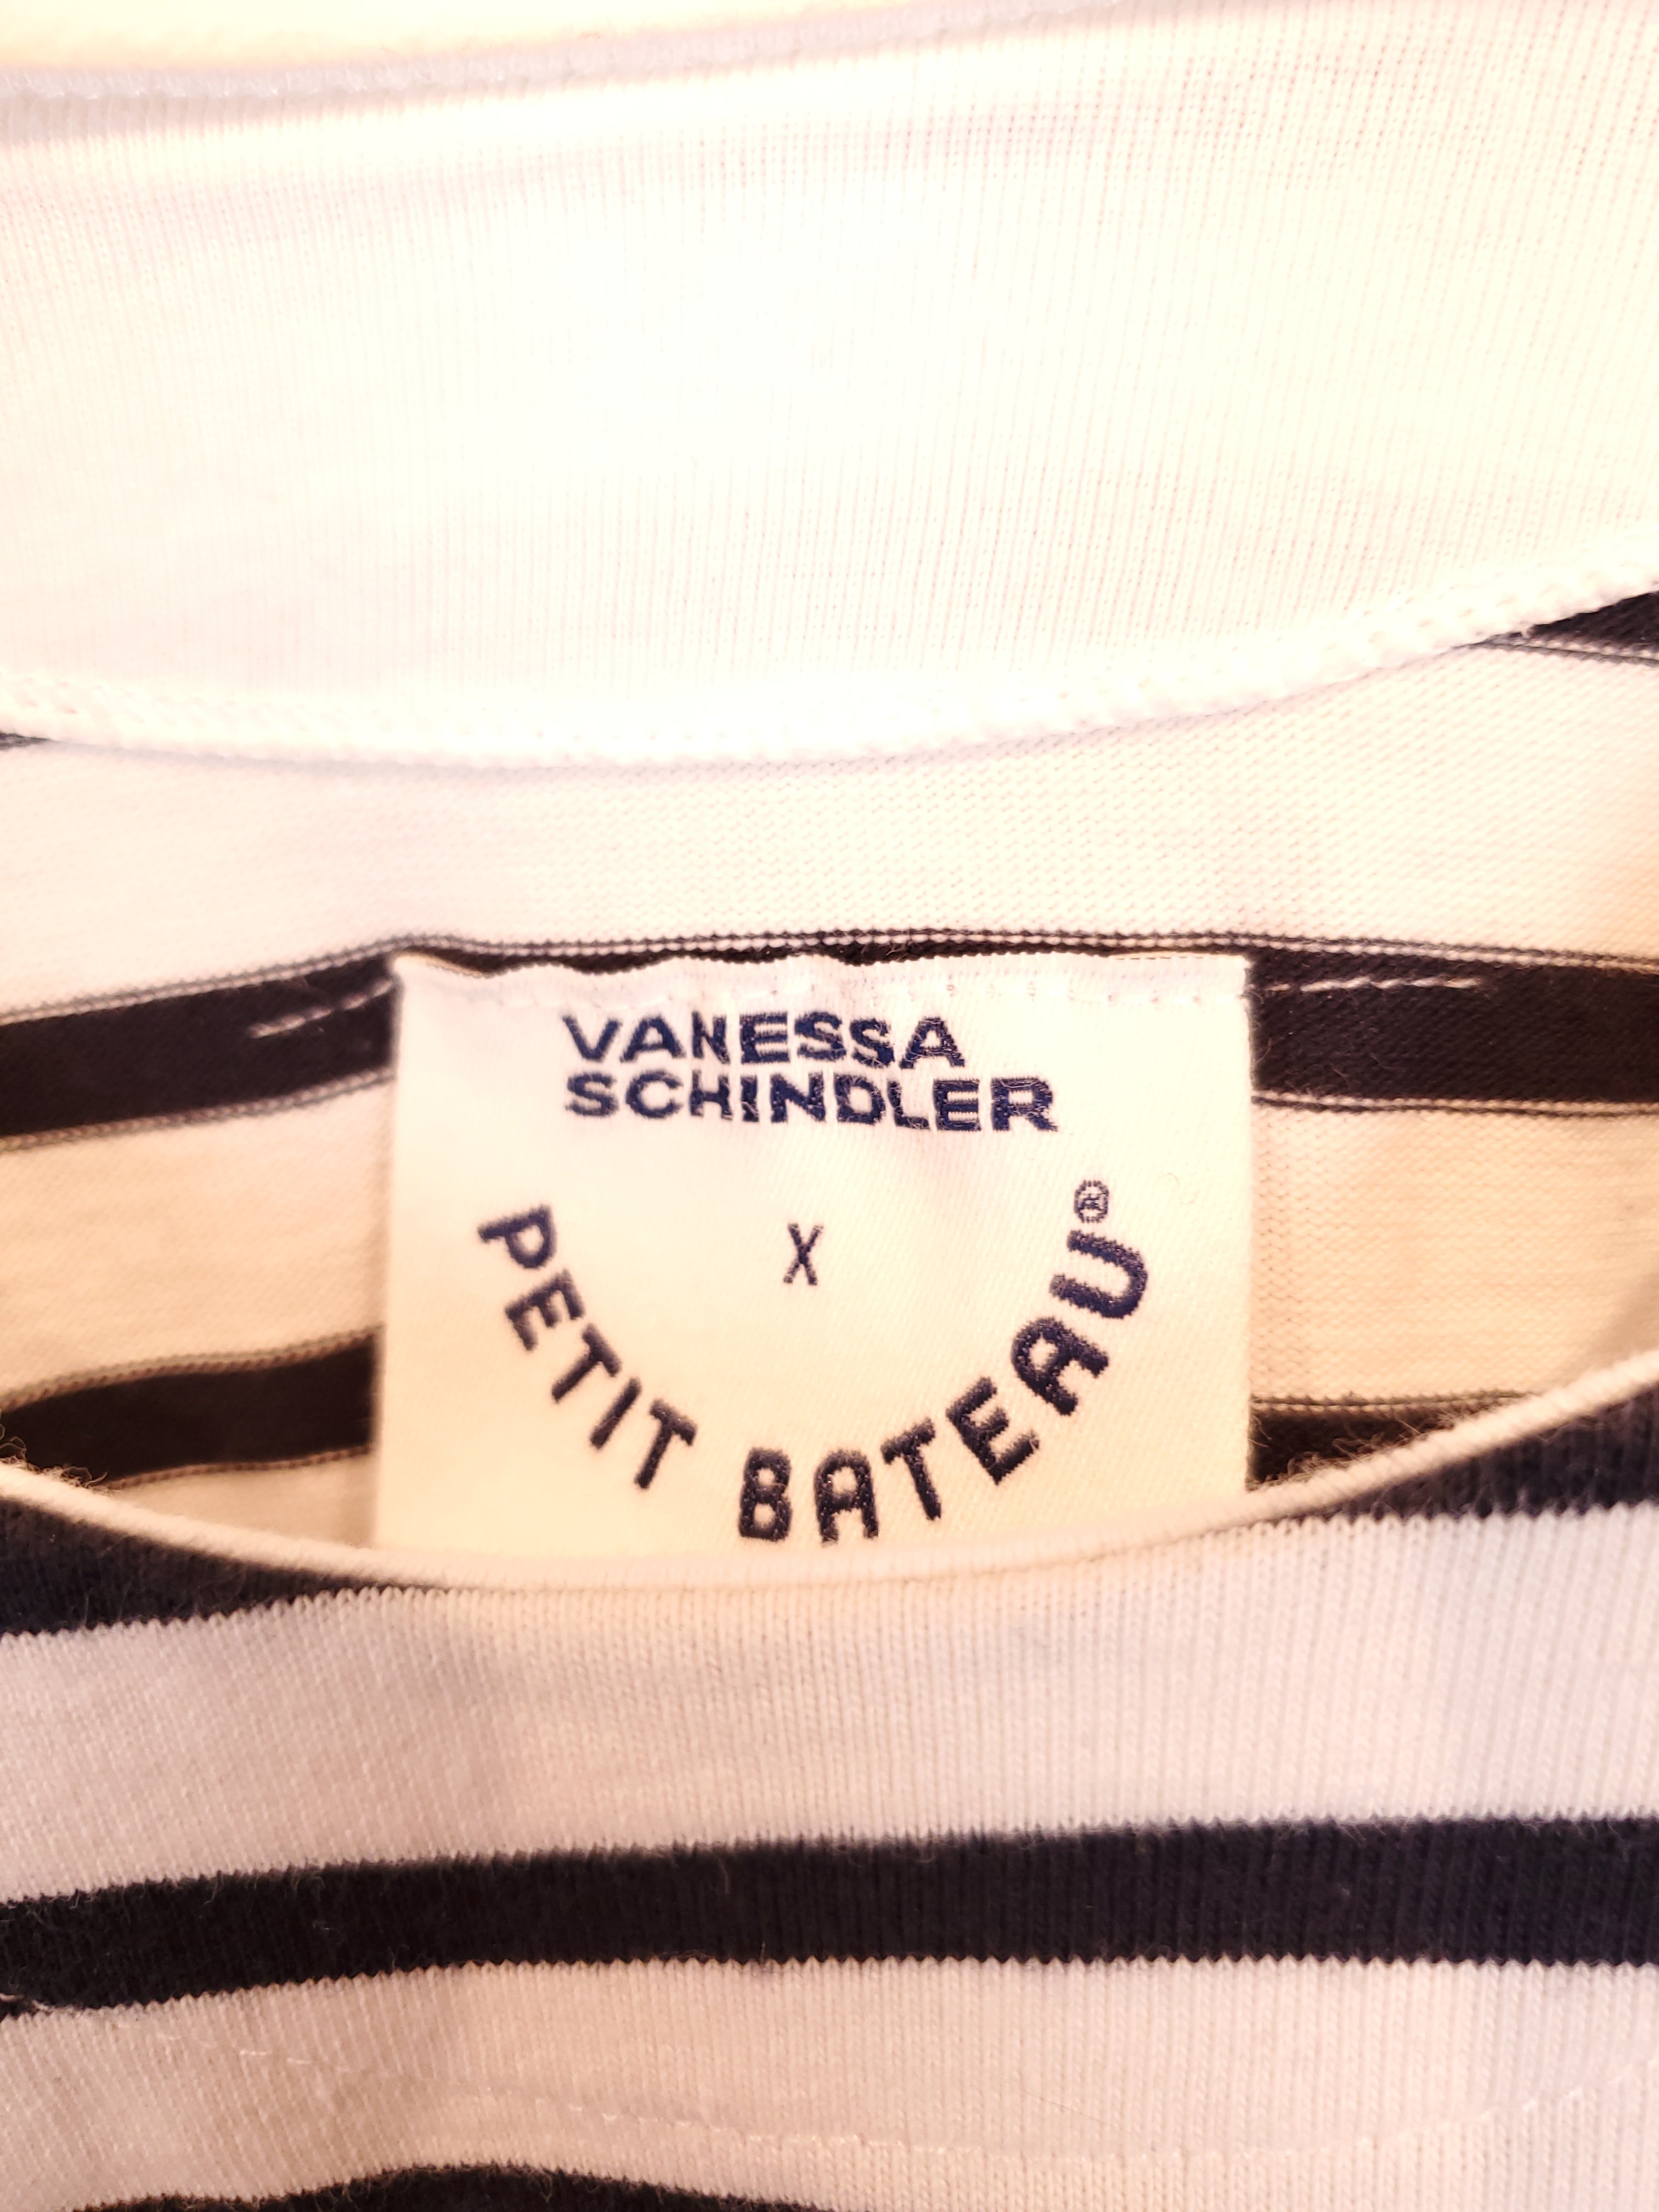 VANESSA
SCHINDLER
X
PETIT BATEAU®